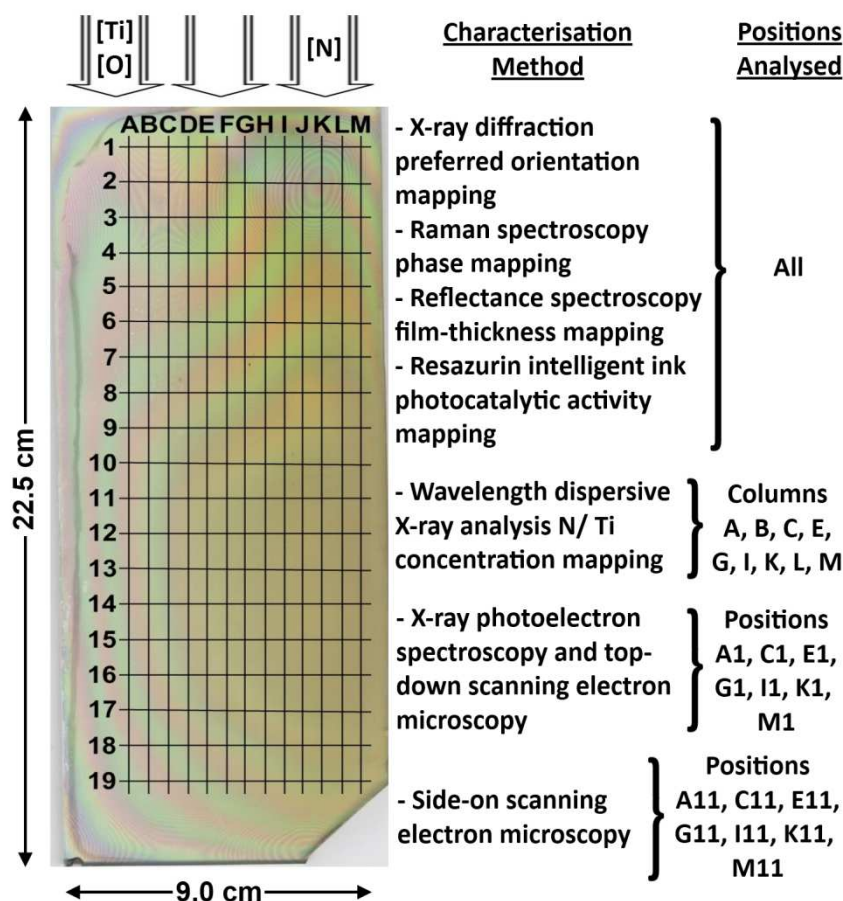 [Ti]
[O]
[N]
Characterisation
Method
Positions
Analysed
ABCDEFGHIJKLM
1
2
3
4
5
6
7
8
9
10
11
12
13
14
15
16
17
18
19
22.5 cm
9.0 cm
- X-ray diffraction
preferred orientation
mapping
- Raman spectroscopy
phase mapping
- Reflectance spectroscopy
film-thickness mapping
- Resazurin intelligent ink
photocatalytic activity
mapping
All
- Wavelength dispersive
X-ray analysis N/ Ti
concentration mapping
Columns
A, B, C, E,
G, I, K, L, M
- X-ray photoelectron
spectroscopy and top-
down scanning electron
microscopy
Positions
A1, C1, E1,
G1, I1, K1,
M1
- Side-on scanning
electron microscopy
Positions
A11, C11, E11,
G11, I11, K11,
M11